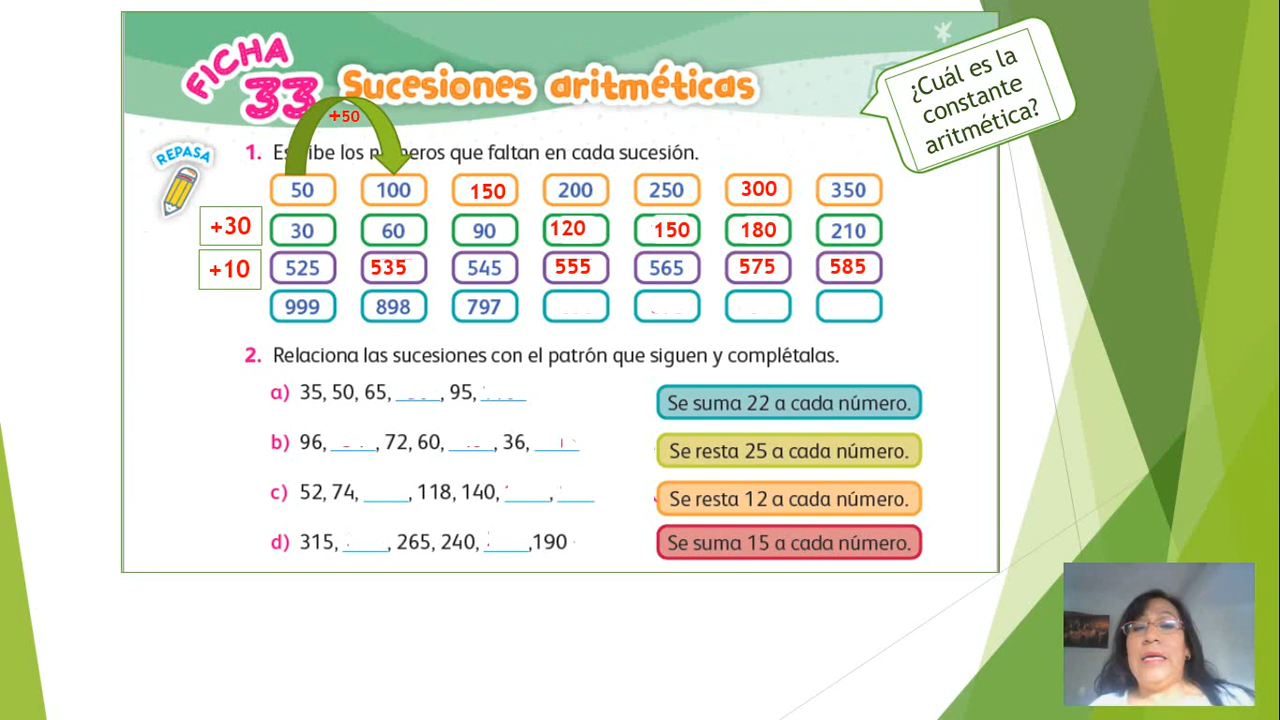 FICHA
33
Sucesiones aritméticas
¿Cuál es la
constante
aritmética?
+50
REPASA
1. Escribe los números que faltan en cada sucesión.
50 100 150 200 250 300 350
+30 30 60 90 120 150 180 210
+10 525 535 545 555 565 575 585
999 898 797
2. Relaciona las sucesiones con el patrón que siguen y complétalas.
a) 35, 50, 65, ____, 95, ____
Se suma 22 a cada número.
b) 96, ____, 72, 60, ____, 36, ____
Se resta 25 a cada número.
c) 52, 74, ____, 118, 140, ____, ____
Se resta 12 a cada número.
d) 315, ____, 265, 240, ____,190
Se suma 15 a cada número.